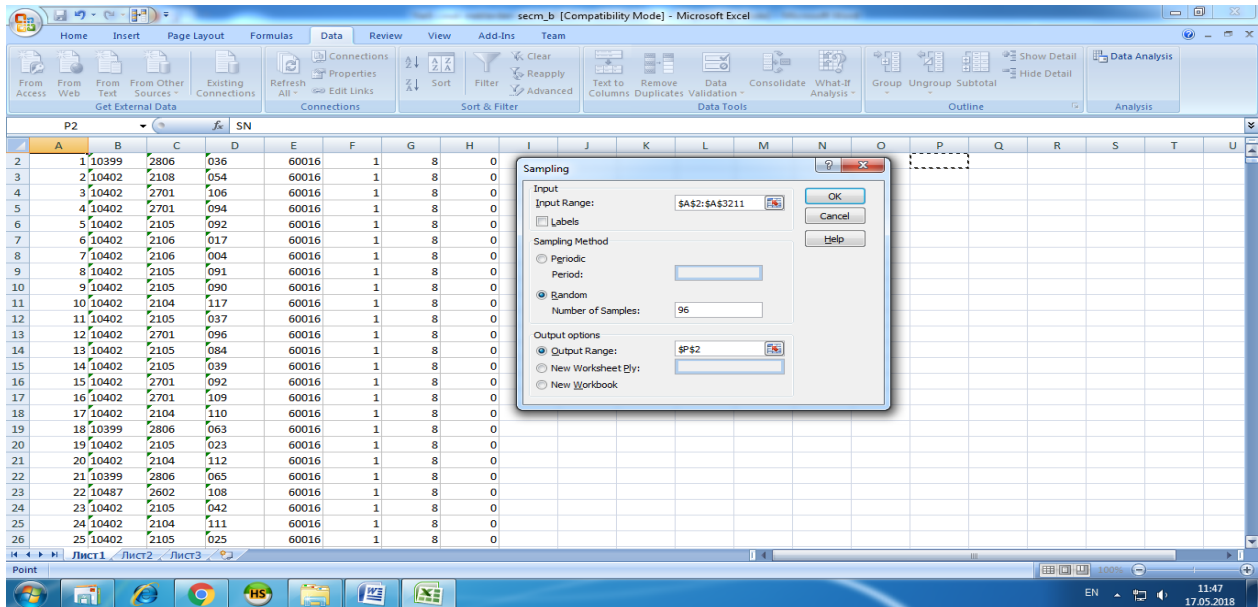 secm_b [Compatibility Mode] - Microsoft Excel
Home Insert Page Layout Formulas Data Review View Add-Ins Team
From Access From Web From Text From Other Sources Existing Connections Refresh All Connections Properties Edit Links Sort Filter Clear Reapply Advanced Text to Columns Remove Duplicates Data Validation Consolidate What-If Analysis Group Ungroup Subtotal Show Detail Hide Detail Data Analysis
Get External Data Connections Sort & Filter Data Tools Outline Analysis
P2 fx SN
A B C D E F G H I J K L M N O P Q R S T U
2 1 10399 2806 036 60016 1 8 0
3 2 10402 2108 054 60016 1 8 0
4 3 10402 2701 106 60016 1 8 0
5 4 10402 2701 094 60016 1 8 0
6 5 10402 2105 092 60016 1 8 0
7 6 10402 2106 017 60016 1 8 0
8 7 10402 2106 004 60016 1 8 0
9 8 10402 2105 091 60016 1 8 0
10 9 10402 2105 090 60016 1 8 0
11 10 10402 2104 117 60016 1 8 0
12 11 10402 2105 037 60016 1 8 0
13 12 10402 2701 096 60016 1 8 0
14 13 10402 2105 084 60016 1 8 0
15 14 10402 2105 039 60016 1 8 0
16 15 10402 2701 092 60016 1 8 0
17 16 10402 2701 109 60016 1 8 0
18 17 10402 2104 110 60016 1 8 0
19 18 10399 2806 063 60016 1 8 0
20 19 10402 2105 023 60016 1 8 0
21 20 10402 2104 112 60016 1 8 0
22 21 10399 2806 065 60016 1 8 0
23 22 10487 2602 108 60016 1 8 0
24 23 10402 2105 042 60016 1 8 0
25 24 10402 2104 111 60016 1 8 0
26 25 10402 2105 025 60016 1 8 0
Sampling
Input
Input Range: $A$2:$A$3211
Labels
Sampling Method
Periodic
Period:
Random
Number of Samples: 96
Output options
Output Range: $P$2
New Worksheet Ply:
New Workbook
OK
Cancel
Help
Лист1 Лист2 Лист3
Point 100%
HS EN 11:47
17.05.2018